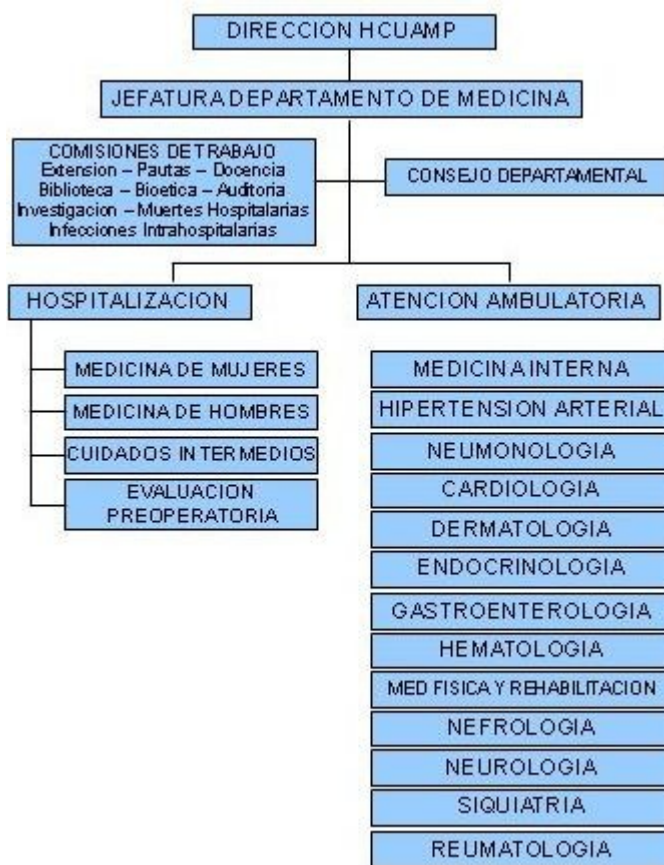 DIRECCION HCUAMP
JEFATURA DEPARTAMENTO DE MEDICINA
COMISIONES DE TRABAJO
Extension – Pautas – Docencia
Biblioteca – Bioetica – Auditoria
Investigacion – Muertes Hospitalarias
Infecciones Intrahospitalarias
CONSEJO DEPARTAMENTAL
HOSPITALIZACION
MEDICINA DE MUJERES
MEDICINA DE HOMBRES
CUIDADOS INTERMEDIOS
EVALUACION
PREOPERATORIA
ATENCION AMBULATORIA
MEDICINA INTERNA
HIPERTENSION ARTERIAL
NEUMONOLOGIA
CARDIOLOGIA
DERMATOLOGIA
ENDOCRINOLOGIA
GASTROENTEROLOGIA
HEMATOLOGIA
MED FISICA Y REHABILITACION
NEFROLOGIA
NEUROLOGIA
SIQUIATRIA
REUMATOLOGIA